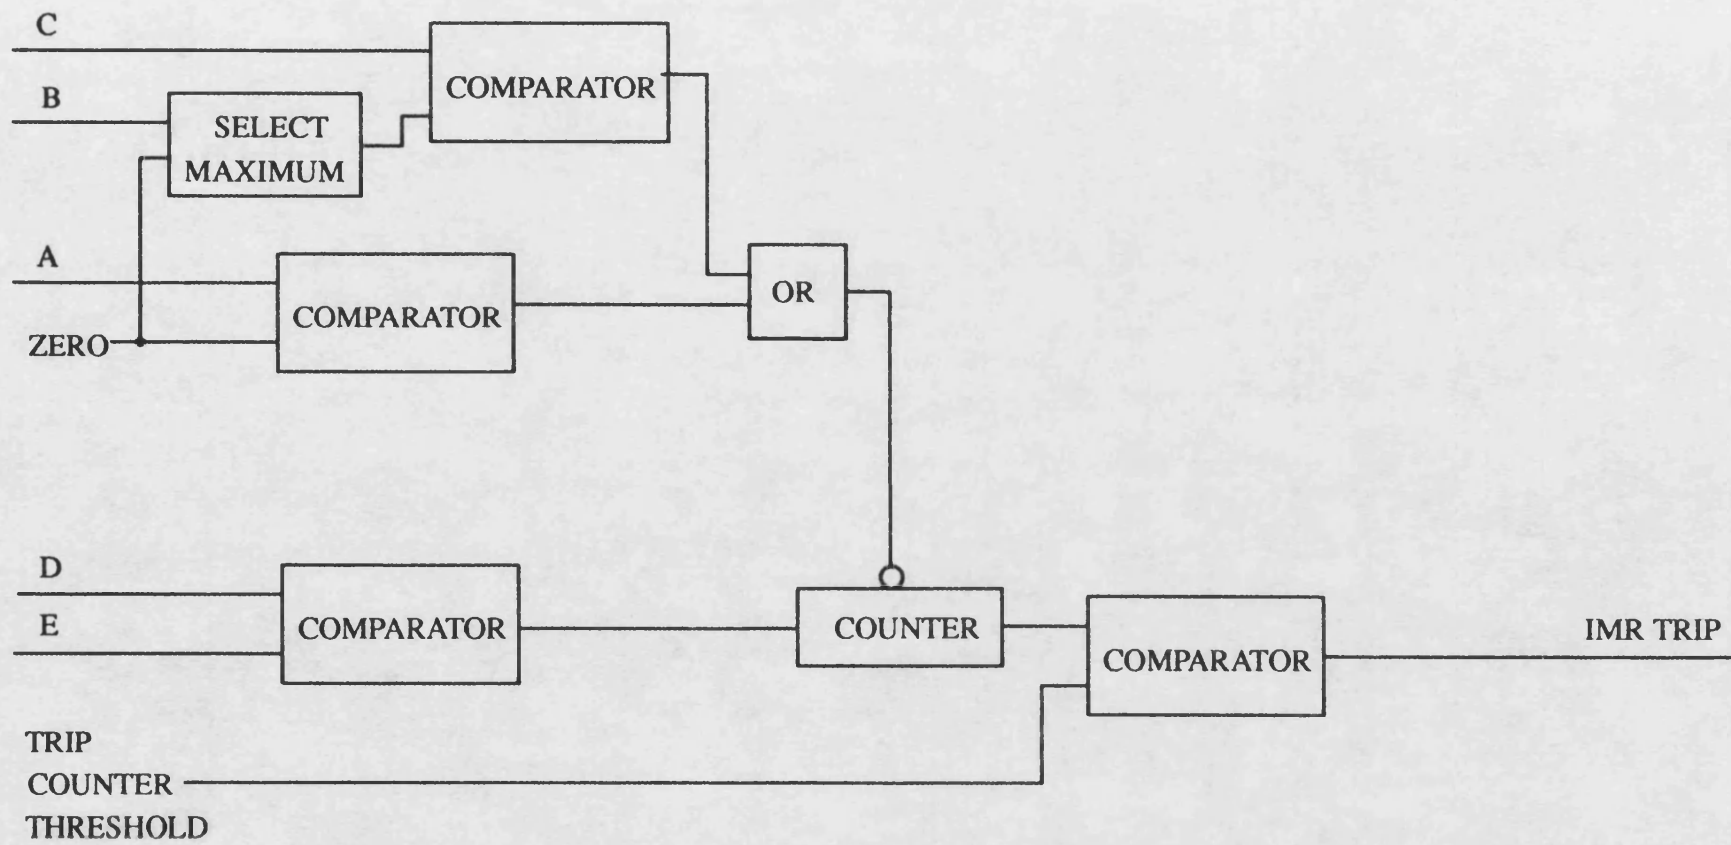 C
COMPARATOR
B
SELECT
MAXIMUM
A
COMPARATOR
OR
ZERO
D
COMPARATOR
E
COUNTER
COMPARATOR
IMR TRIP
TRIP
COUNTER
THRESHOLD